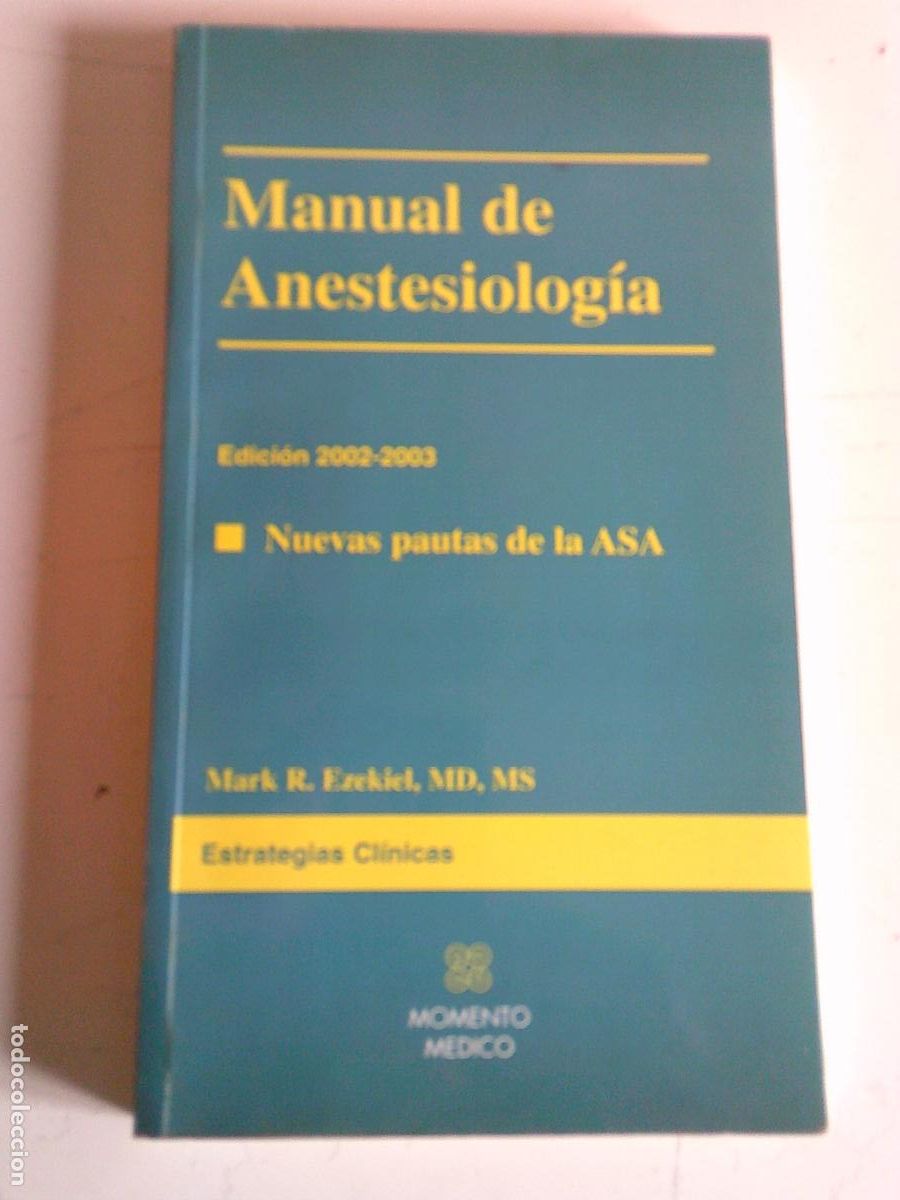 Manual de
Anestesiología
Edición 2002-2003
Nuevas pautas de la ASA
Mark R. Ezekiel, MD, MS
Estrategias Clínicas
MOMENTO
MEDICO
todocoleccion